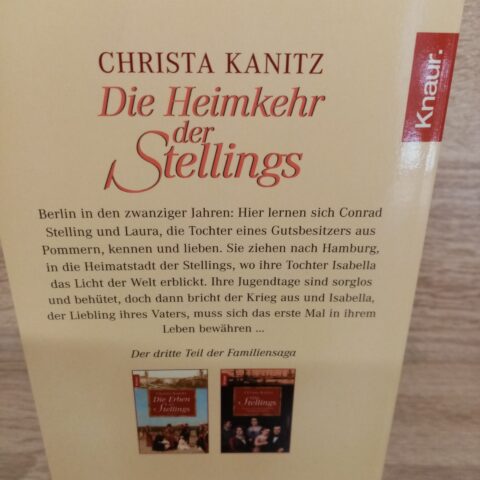 CHRISTA KANITZ
Knaur.
Die Heimkehr
der
Stellings
Berlin in den zwanziger Jahren: Hier lernen sich Conrad
Stelling und Laura, die Tochter eines Gutsbesitzers aus
Pommern, kennen und lieben. Sie ziehen nach Hamburg,
in die Heimatstadt der Stellings, wo ihre Tochter Isabella
das Licht der Welt erblickt. Ihre Jugendtage sind sorglos
und behütet, doch dann bricht der Krieg aus und Isabella,
der Liebling ihres Vaters, muss sich das erste Mal in ihrem
Leben bewähren ...
Der dritte Teil der Familiensaga
Die Erben
Stellings
Stellings